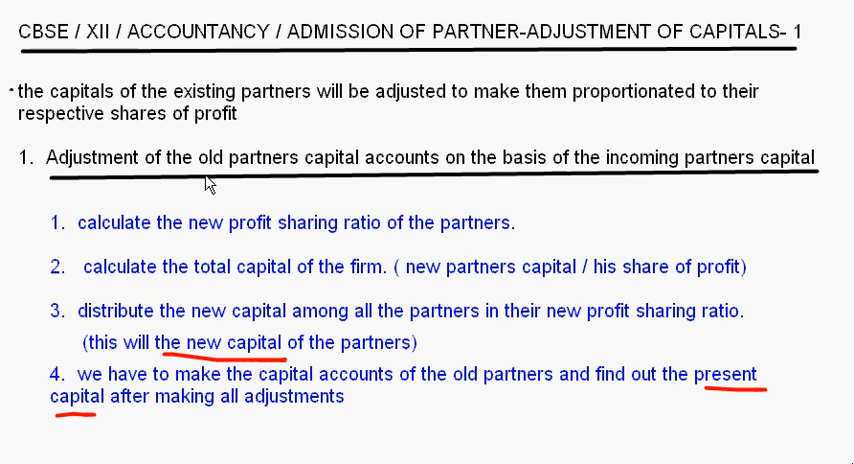 CBSE / XII / ACCOUNTANCY / ADMISSION OF PARTNER-ADJUSTMENT OF CAPITALS- 1
· the capitals of the existing partners will be adjusted to make them proportionated to their
respective shares of profit
1. Adjustment of the old partners capital accounts on the basis of the incoming partners capital
1. calculate the new profit sharing ratio of the partners.
2. calculate the total capital of the firm. ( new partners capital / his share of profit)
3. distribute the new capital among all the partners in their new profit sharing ratio.
(this will the new capital of the partners)
4. we have to make the capital accounts of the old partners and find out the present
capital after making all adjustments